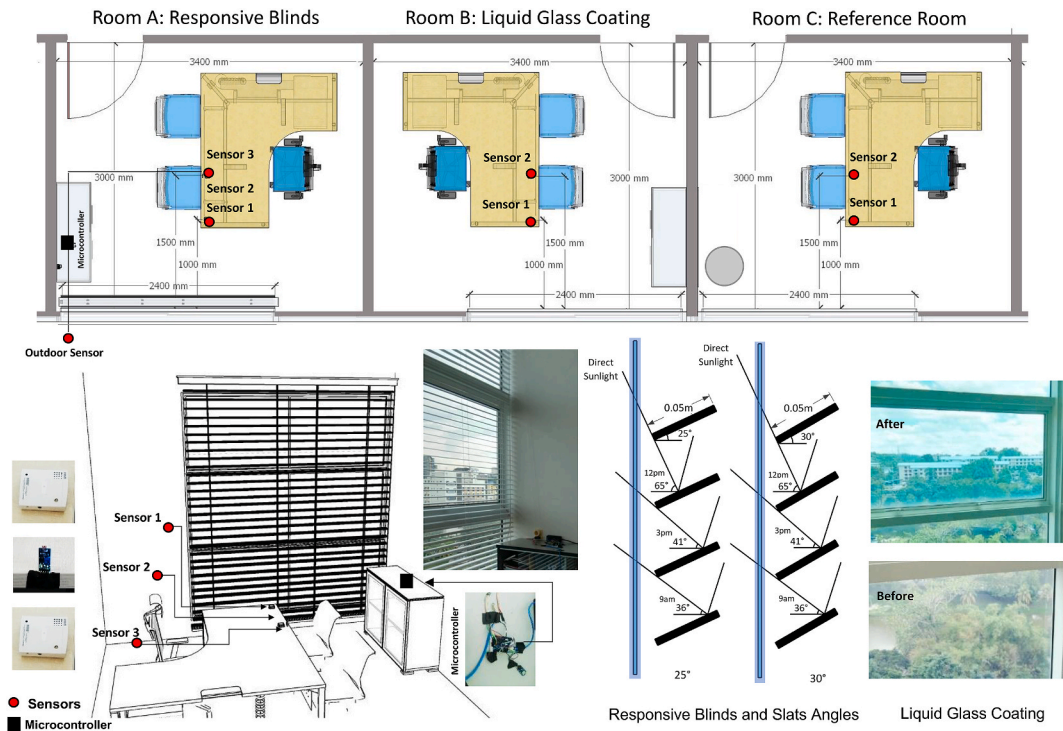 Room A: Responsive Blinds
Room B: Liquid Glass Coating
Room C: Reference Room
3400 mm
3400 mm
3400 mm
Sensor 3
Sensor 2
Sensor 1
3000 mm
Microcontroller
1500 mm
1000 mm
2400 mm
Sensor 2
Sensor 1
3000 mm
1500 mm
1000 mm
2400 mm
Sensor 2
Sensor 1
3000 mm
1500 mm
1000 mm
2400 mm
Outdoor Sensor
Sensor 1
Sensor 2
Sensor 3
Microcontroller
Sensors
Microcontroller
Direct
Sunlight
0.05m
25°
12pm
65°
3pm
41°
9am
36°
25°
Direct
Sunlight
0.05m
30°
12pm
65°
3pm
41°
9am
36°
30°
Responsive Blinds and Slats Angles
After
Before
Liquid Glass Coating